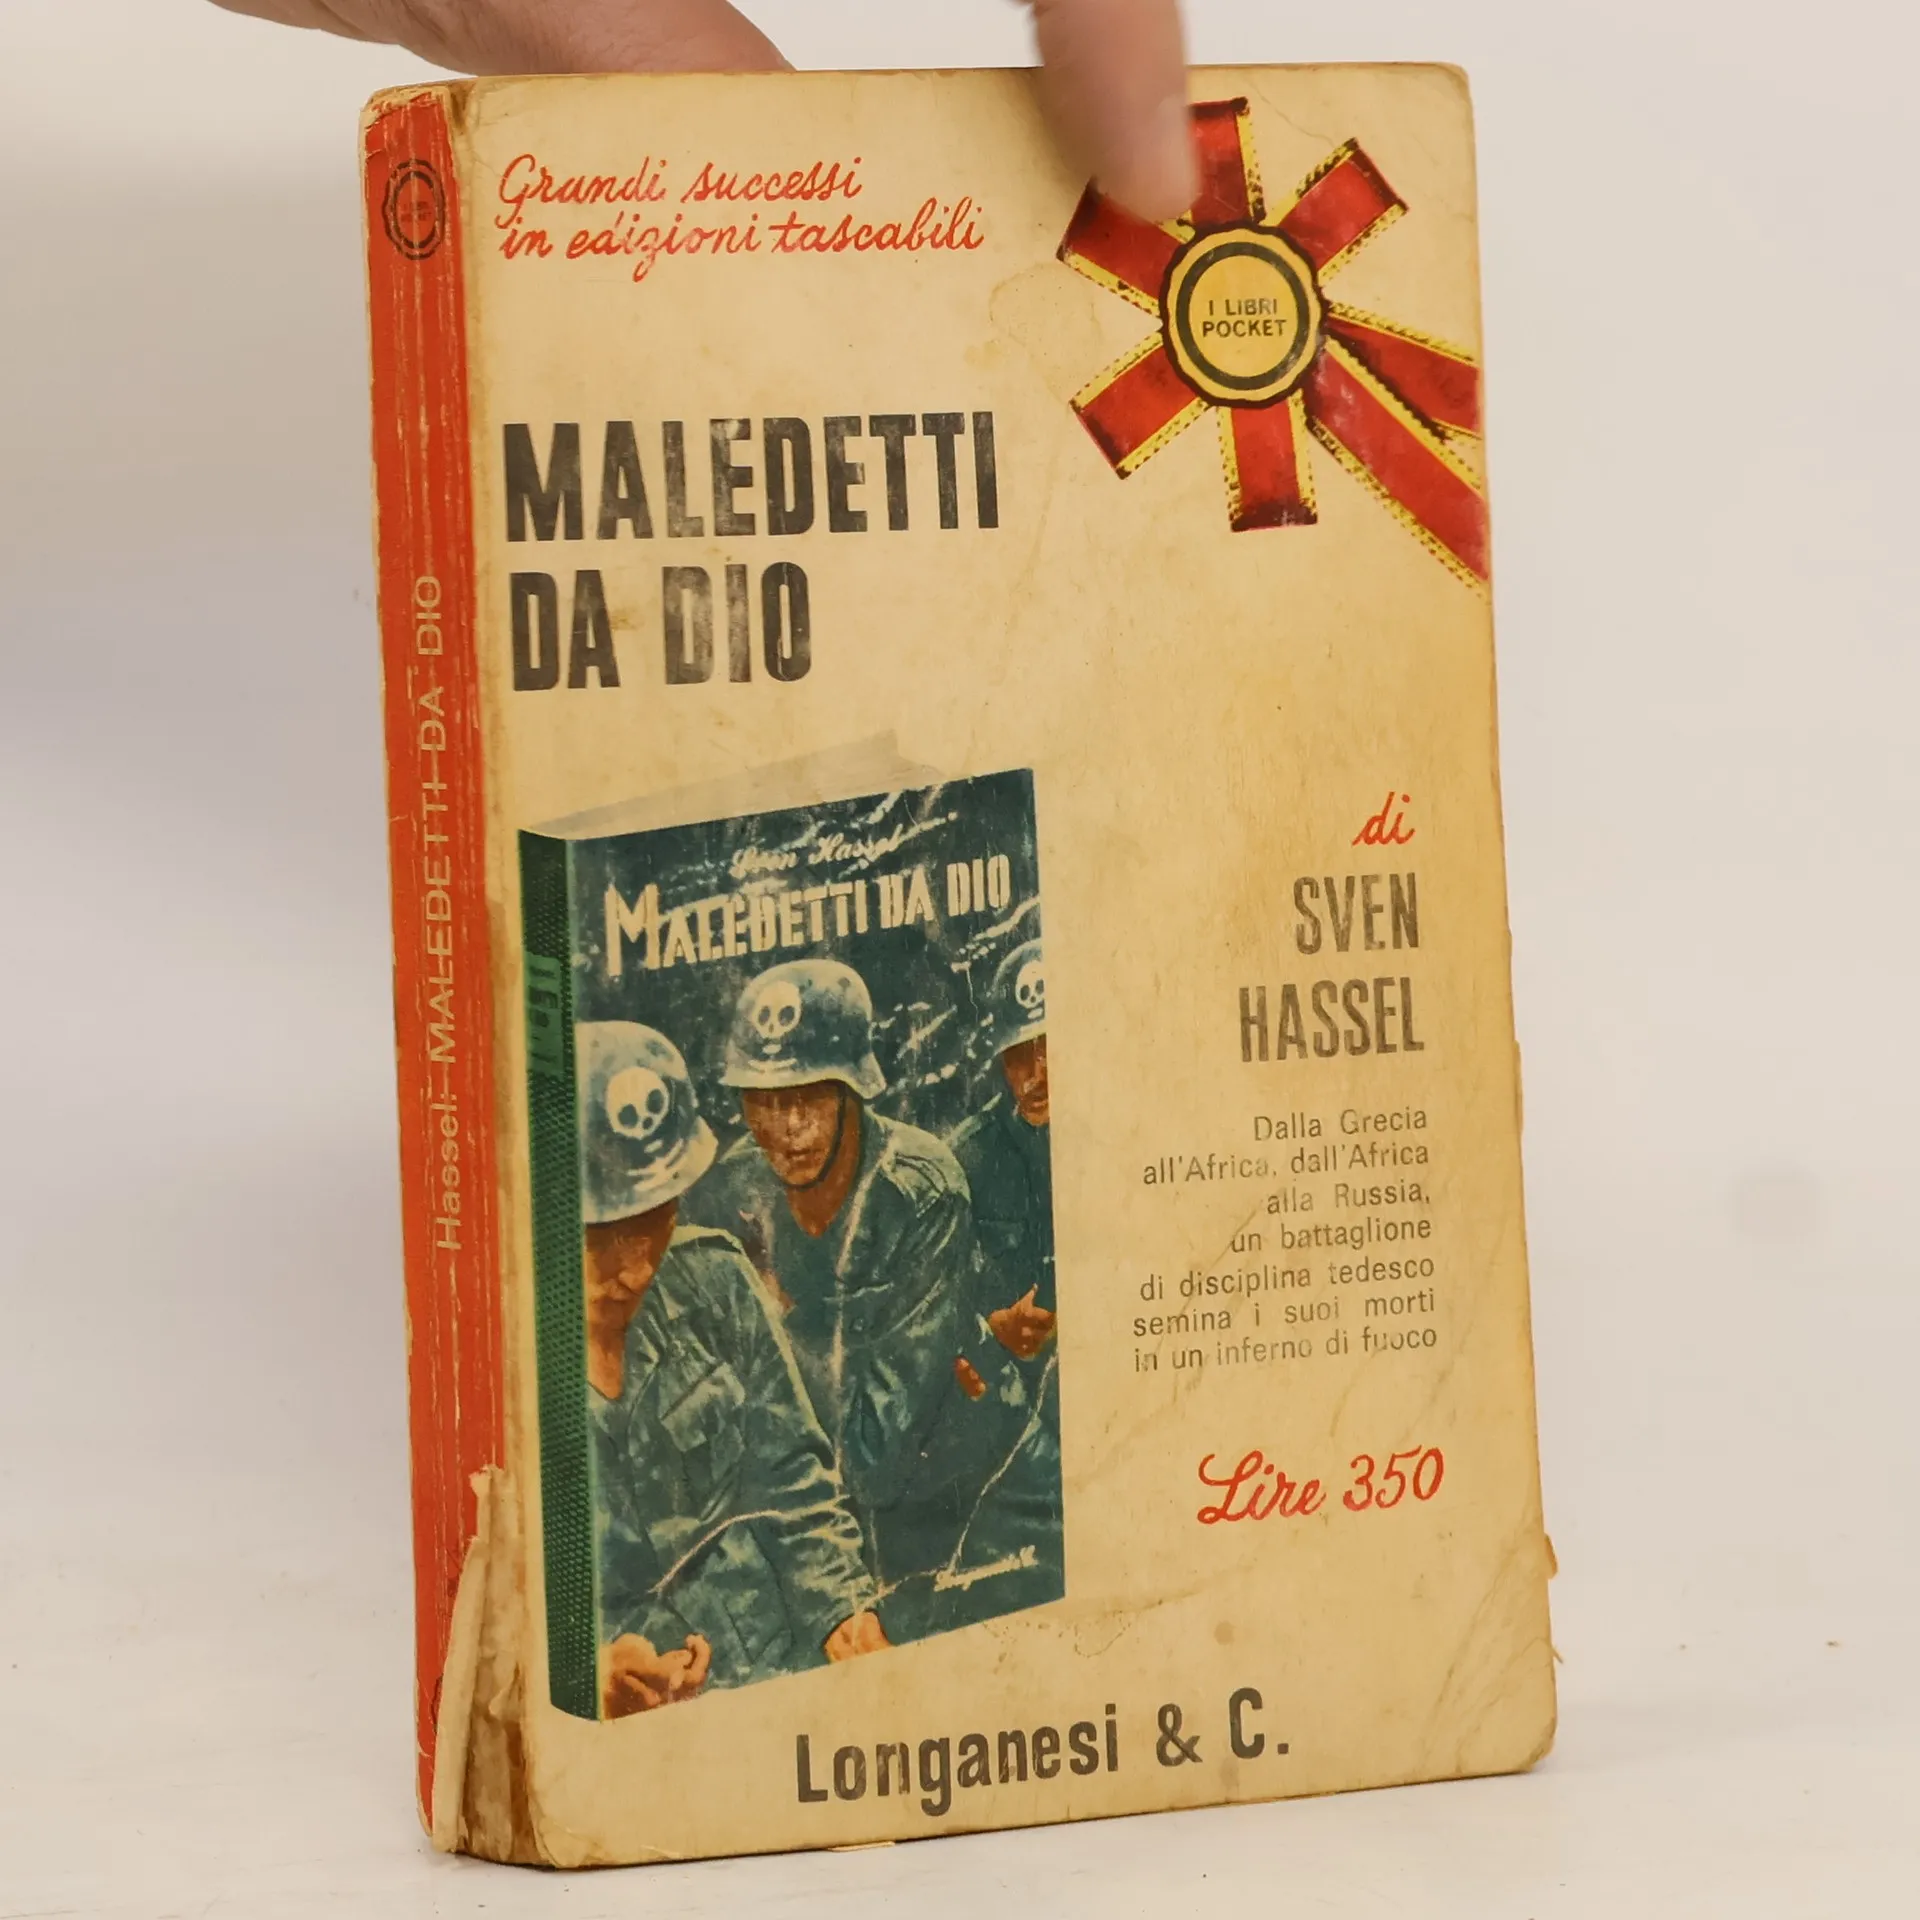 Grandi successi
in edizioni tascabili
I LIBRI
POCKET
MALEDETTI
DA DIO
Hassel: MALEDETTI DA DIO
Sven Hassel
MALEDETTI DA DIO
di
SVEN
HASSEL
Dalla Grecia
all'Africa, dall'Africa
alla Russia,
un battaglione
di disciplina tedesco
semina i suoi morti
in un inferno di fuoco
Lire 350
Longanesi & C.